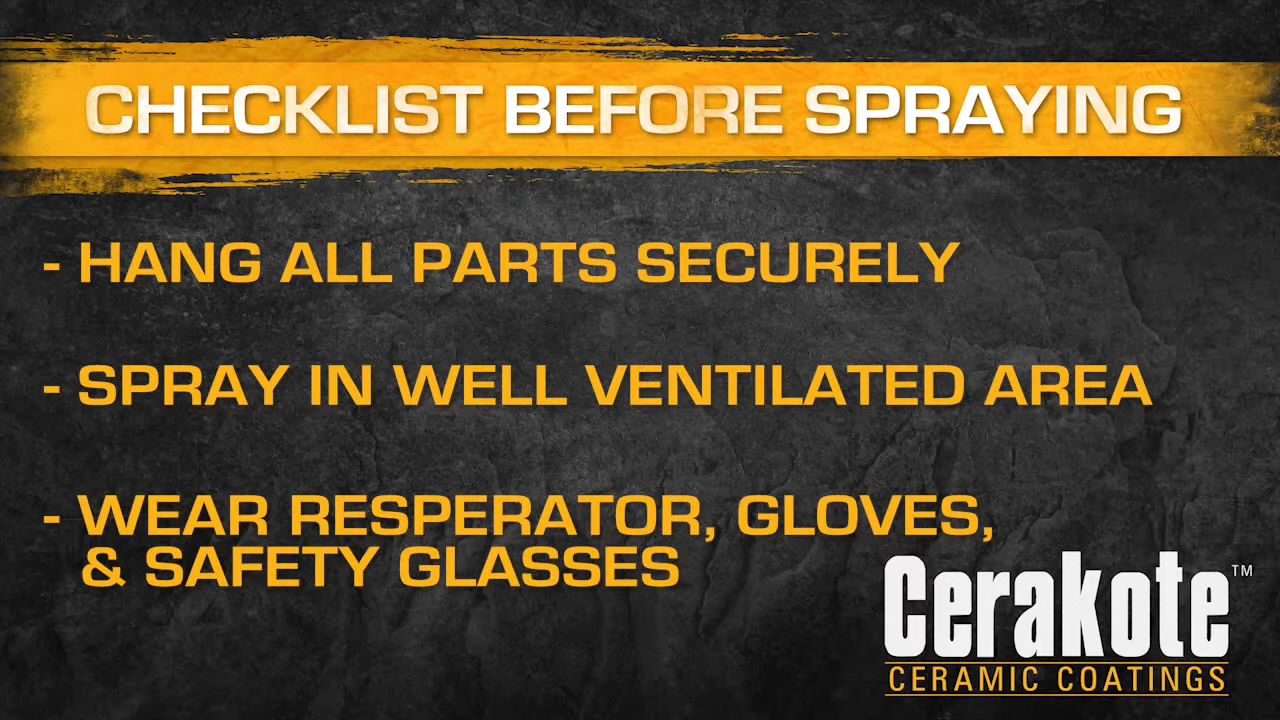 CHECKLIST BEFORE SPRAYING
- HANG ALL PARTS SECURELY
- SPRAY IN WELL VENTILATED AREA
- WEAR RESPERATOR, GLOVES,
& SAFETY GLASSES
Cerakote™
CERAMIC COATINGS